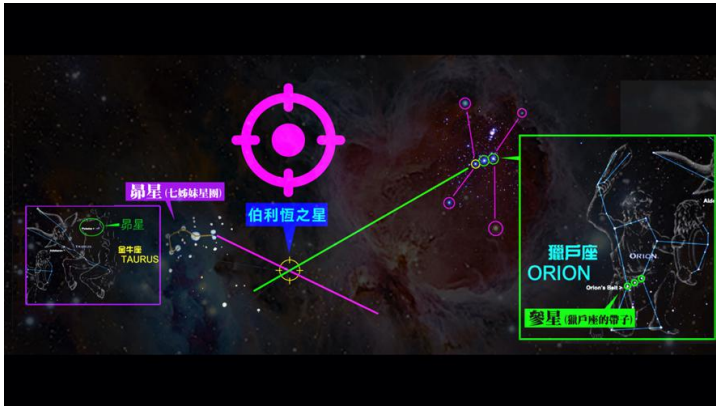 昴星(七姊妹星團)
伯利恆之星
昴星
金牛座
TAURUS
獵戶座
ORION
ORION
Orion's Belt >
參星(獵戶座的帶子)